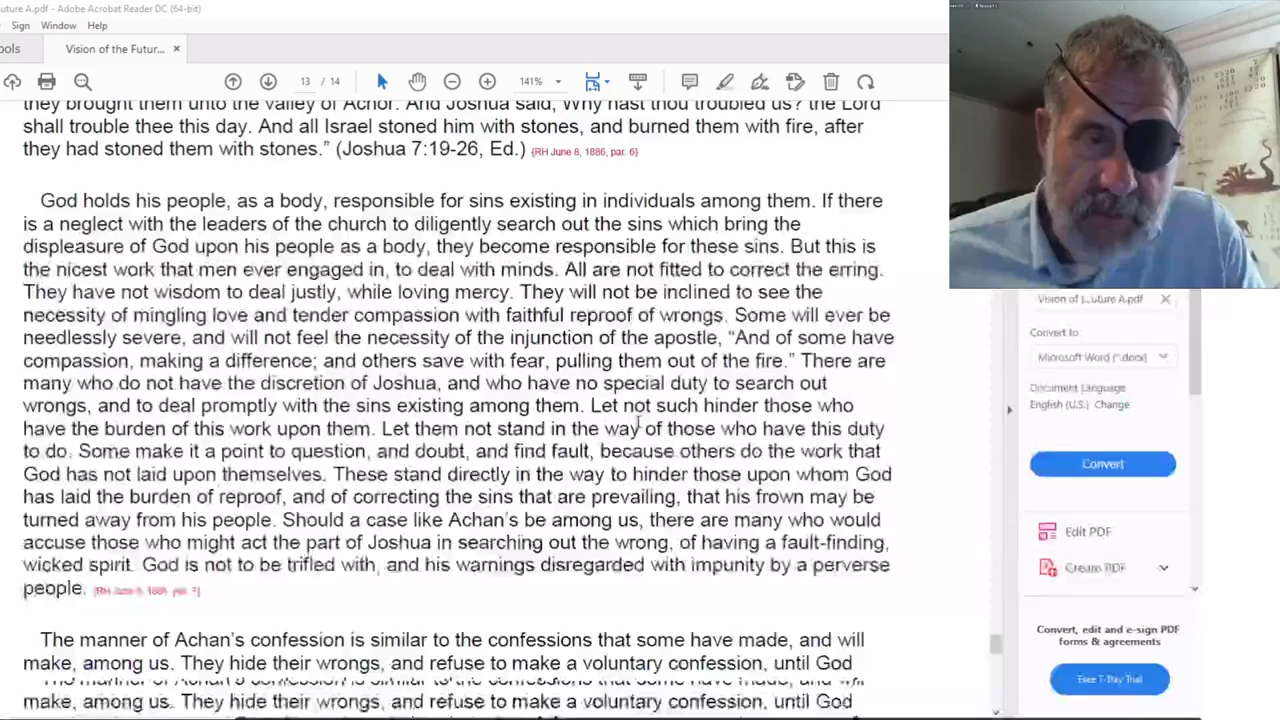 uture A.pdf - Adobe Acrobat Reader DC (64-bit)
Sign Window Help
ools Vision of the Futur... ×
13 / 14 141%
they brought them unto the valley of Achor. And Joshua said, Why hast thou troubled us? the Lord
shall trouble thee this day. And all Israel stoned him with stones, and burned them with fire, after
they had stoned them with stones.” (Joshua 7:19-26, Ed.) {RH June 8, 1886, par. 6}
God holds his people, as a body, responsible for sins existing in individuals among them. If there
is a neglect with the leaders of the church to diligently search out the sins which bring the
displeasure of God upon his people as a body, they become responsible for these sins. But this is
the nicest work that men ever engaged in, to deal with minds. All are not fitted to correct the erring.
They have not wisdom to deal justly, while loving mercy. They will not be inclined to see the
necessity of mingling love and tender compassion with faithful reproof of wrongs. Some will ever be
needlessly severe, and will not feel the necessity of the injunction of the apostle, “And of some have
compassion, making a difference; and others save with fear, pulling them out of the fire.” There are
many who do not have the discretion of Joshua, and who have no special duty to search out
wrongs, and to deal promptly with the sins existing among them. Let not such hinder those who
have the burden of this work upon them. Let them not stand in the way of those who have this duty
to do. Some make it a point to question, and doubt, and find fault, because others do the work that
God has not laid upon themselves. These stand directly in the way to hinder those upon whom God
has laid the burden of reproof, and of correcting the sins that are prevailing, that his frown may be
turned away from his people. Should a case like Achan’s be among us, there are many who would
accuse those who might act the part of Joshua in searching out the wrong, of having a fault-finding,
wicked spirit. God is not to be trifled with, and his warnings disregarded with impunity by a perverse
people.
The manner of Achan’s confession is similar to the confessions that some have made, and will
make, among us. They hide their wrongs, and refuse to make a voluntary confession, until God
make, among us. They hide their wrongs, and refuse to make a voluntary confession, until God
Vision of t...uture A.pdf ×
Convert to
Microsoft Word (*.docx)
Document Language:
English (U.S.) Change
Convert
Edit PDF
Create PDF
Convert, edit and e-sign PDF
forms & agreements
Free 7-Day Trial